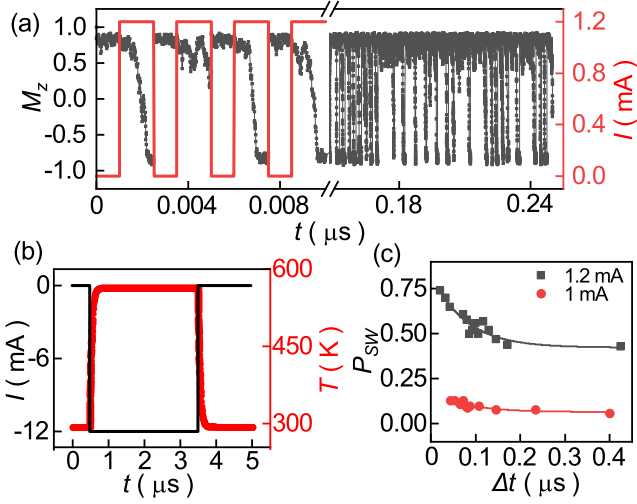 (a)
1.0
0.5
0.0
-0.5
-1.0
M_z
1.2
0.8
0.4
0.0
I ( mA)
0
0.004
0.008
0.18
0.24
t ( μs)
(b)
0
-6
-12
I (mA)
600
450
300
T (K)
0 1 2 3 4 5
t ( μs)
(c)
1.2 mA
1 mA
0.75
0.50
0.25
0.00
P_SW
0 0.1 0.2 0.3 0.4
Δt ( μs)